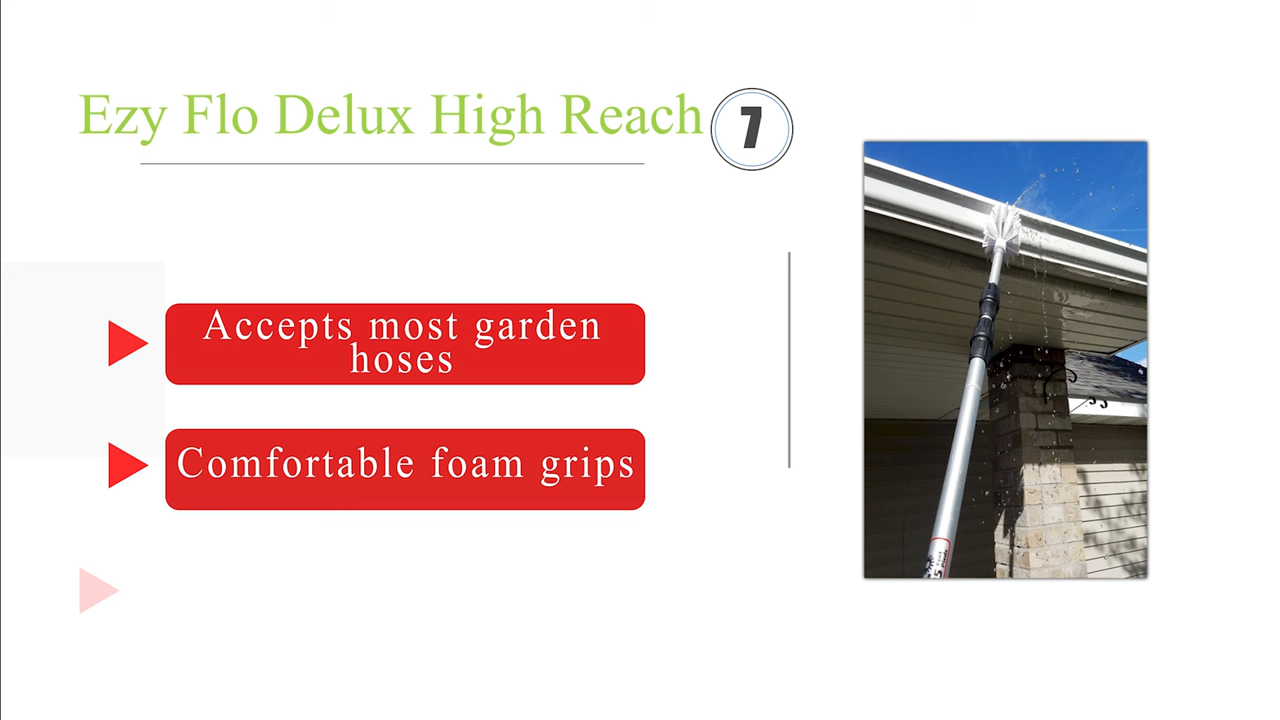 Ezy Flo Delux High Reach
7
Accepts most garden
hoses
Comfortable foam grips